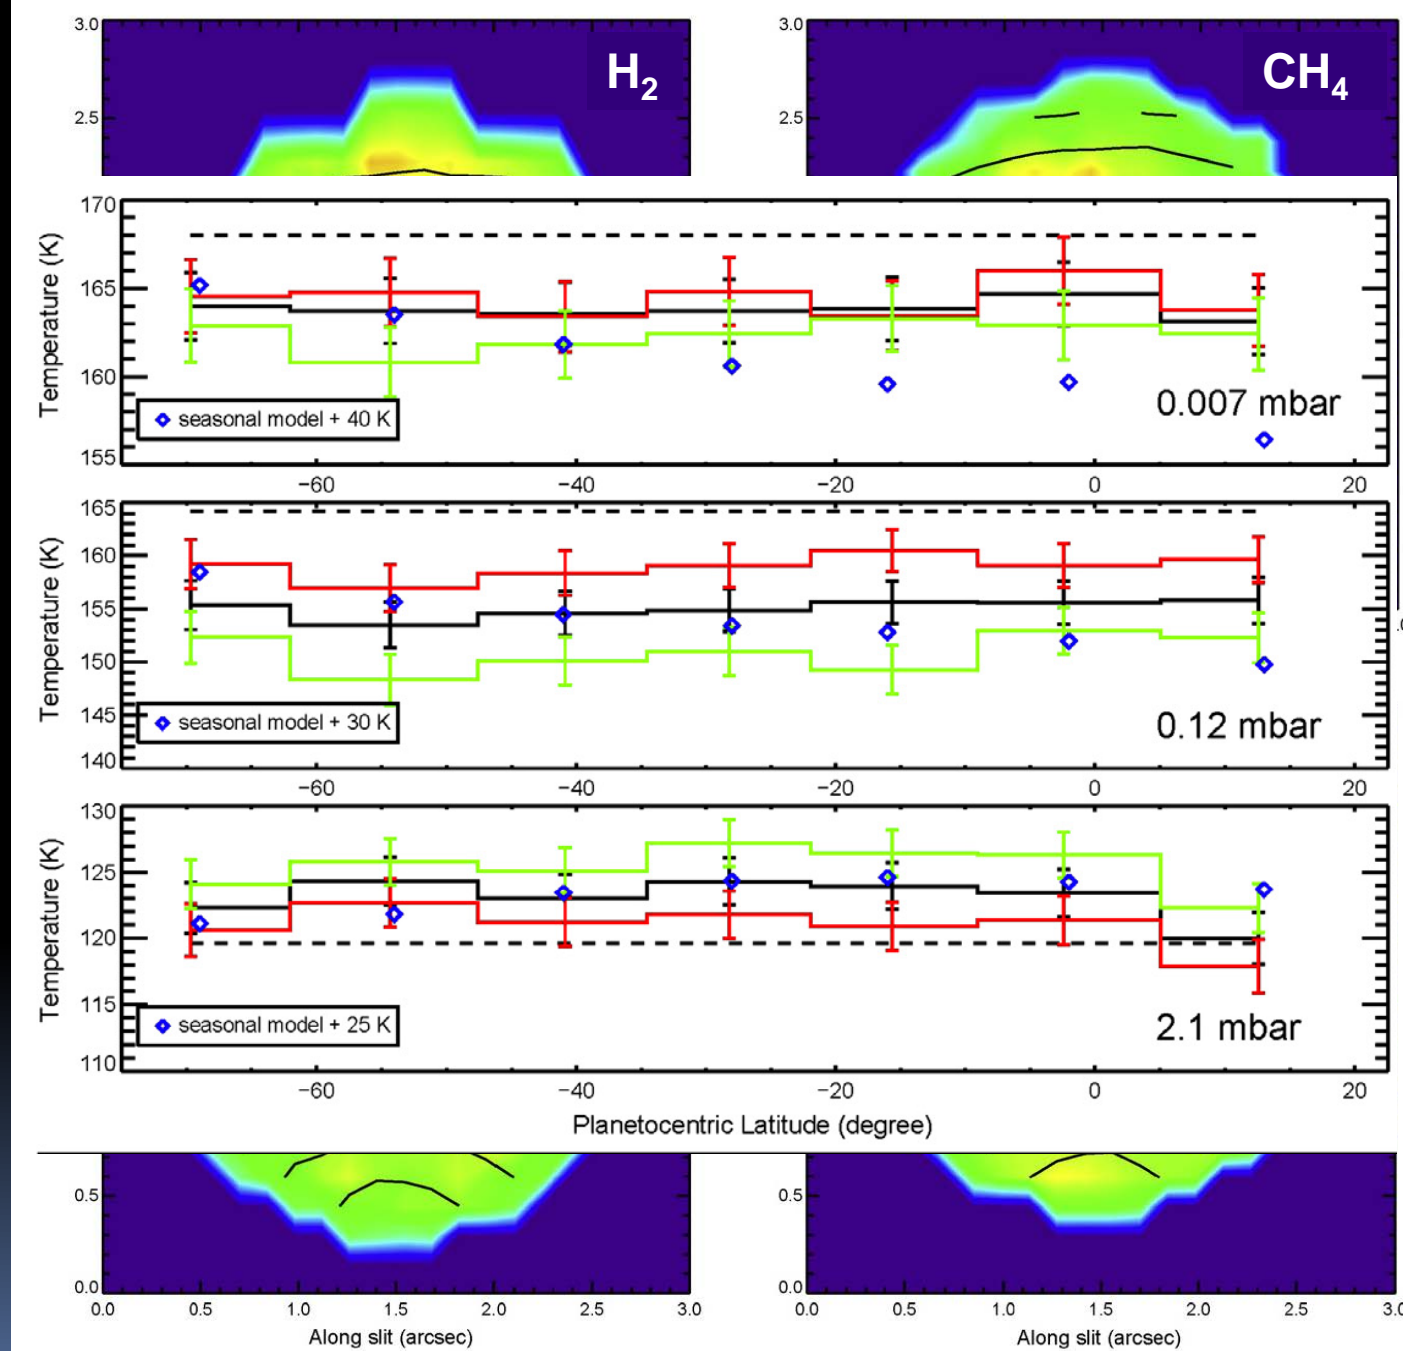 3.0
H2
2.5
3.0
CH4
2.5
170
165
160
155
Temperature (K)
seasonal model + 40 K
0.007 mbar
−60 −40 −20 0 20
165
160
155
150
145
140
Temperature (K)
seasonal model + 30 K
0.12 mbar
−60 −40 −20 0 20
130
125
120
115
110
Temperature (K)
seasonal model + 25 K
2.1 mbar
−60 −40 −20 0 20
Planetocentric Latitude (degree)
0.5
0.0
0.0 0.5 1.0 1.5 2.0 2.5 3.0
Along slit (arcsec)
0.5
0.0
0.0 0.5 1.0 1.5 2.0 2.5 3.0
Along slit (arcsec)